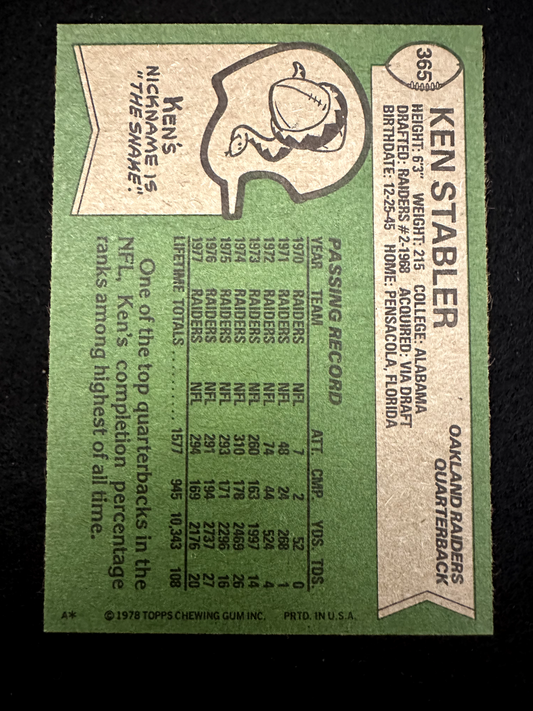 365
KEN STABLER
OAKLAND RAIDERS
QUARTERBACK
HEIGHT: 6'3" WEIGHT: 215 COLLEGE: ALABAMA
DRAFTED: RAIDERS #2-1968 ACQUIRED: VIA DRAFT
BIRTHDATE: 12-25-45 HOME: PENSACOLA, FLORIDA
KEN'S
NICKNAME IS
"THE SNAKE".
PASSING RECORD
YEAR TEAM ATT. CMP. YDS. TDS.
1970 RAIDERS NFL 7 2 52 0
1971 RAIDERS NFL 48 24 268 1
1972 RAIDERS NFL 74 44 524 4
1973 RAIDERS NFL 260 163 1997 14
1974 RAIDERS NFL 310 178 2469 26
1975 RAIDERS NFL 293 171 2296 16
1976 RAIDERS NFL 291 194 2737 27
1977 RAIDERS NFL 294 169 2176 20
LIFETIME TOTALS .......... 1577 945 10,343 108
One of the top quarterbacks in the
NFL, Ken's completion percentage
ranks among highest of all time.
A* © 1978 TOPPS CHEWING GUM INC. PRTD. IN U.S.A.